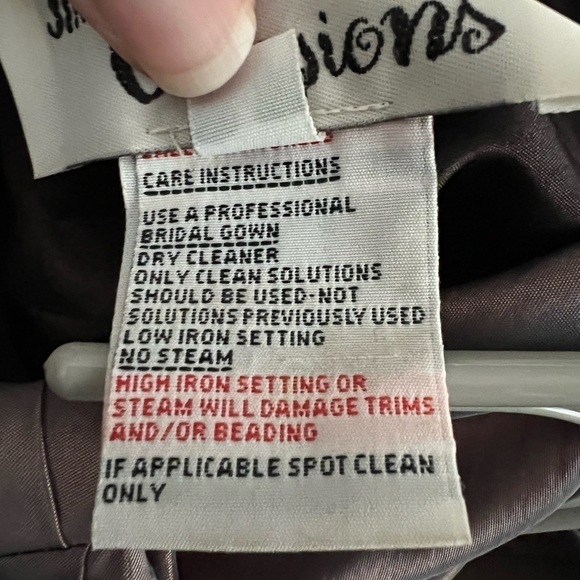 CARE INSTRUCTIONS
USE A PROFESSIONAL
BRIDAL GOWN
DRY CLEANER
ONLY CLEAN SOLUTIONS
SHOULD BE USED-NOT
SOLUTIONS PREVIOUSLY USED
LOW IRON SETTING
NO STEAM
HIGH IRON SETTING OR
STEAM WILL DAMAGE TRIMS
AND/OR BEADING
IF APPLICABLE SPOT CLEAN
ONLY